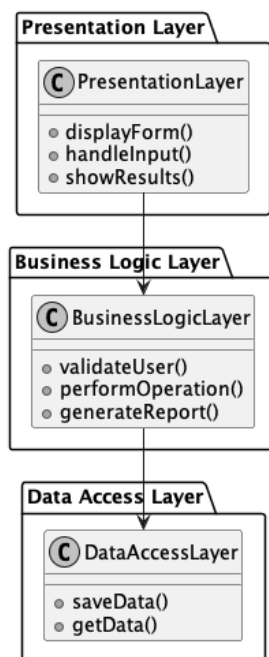 Presentation Layer
C PresentationLayer
displayForm()
handleInput()
showResults()
Business Logic Layer
C BusinessLogicLayer
validateUser()
performOperation()
generateReport()
Data Access Layer
C DataAccessLayer
saveData()
getData()